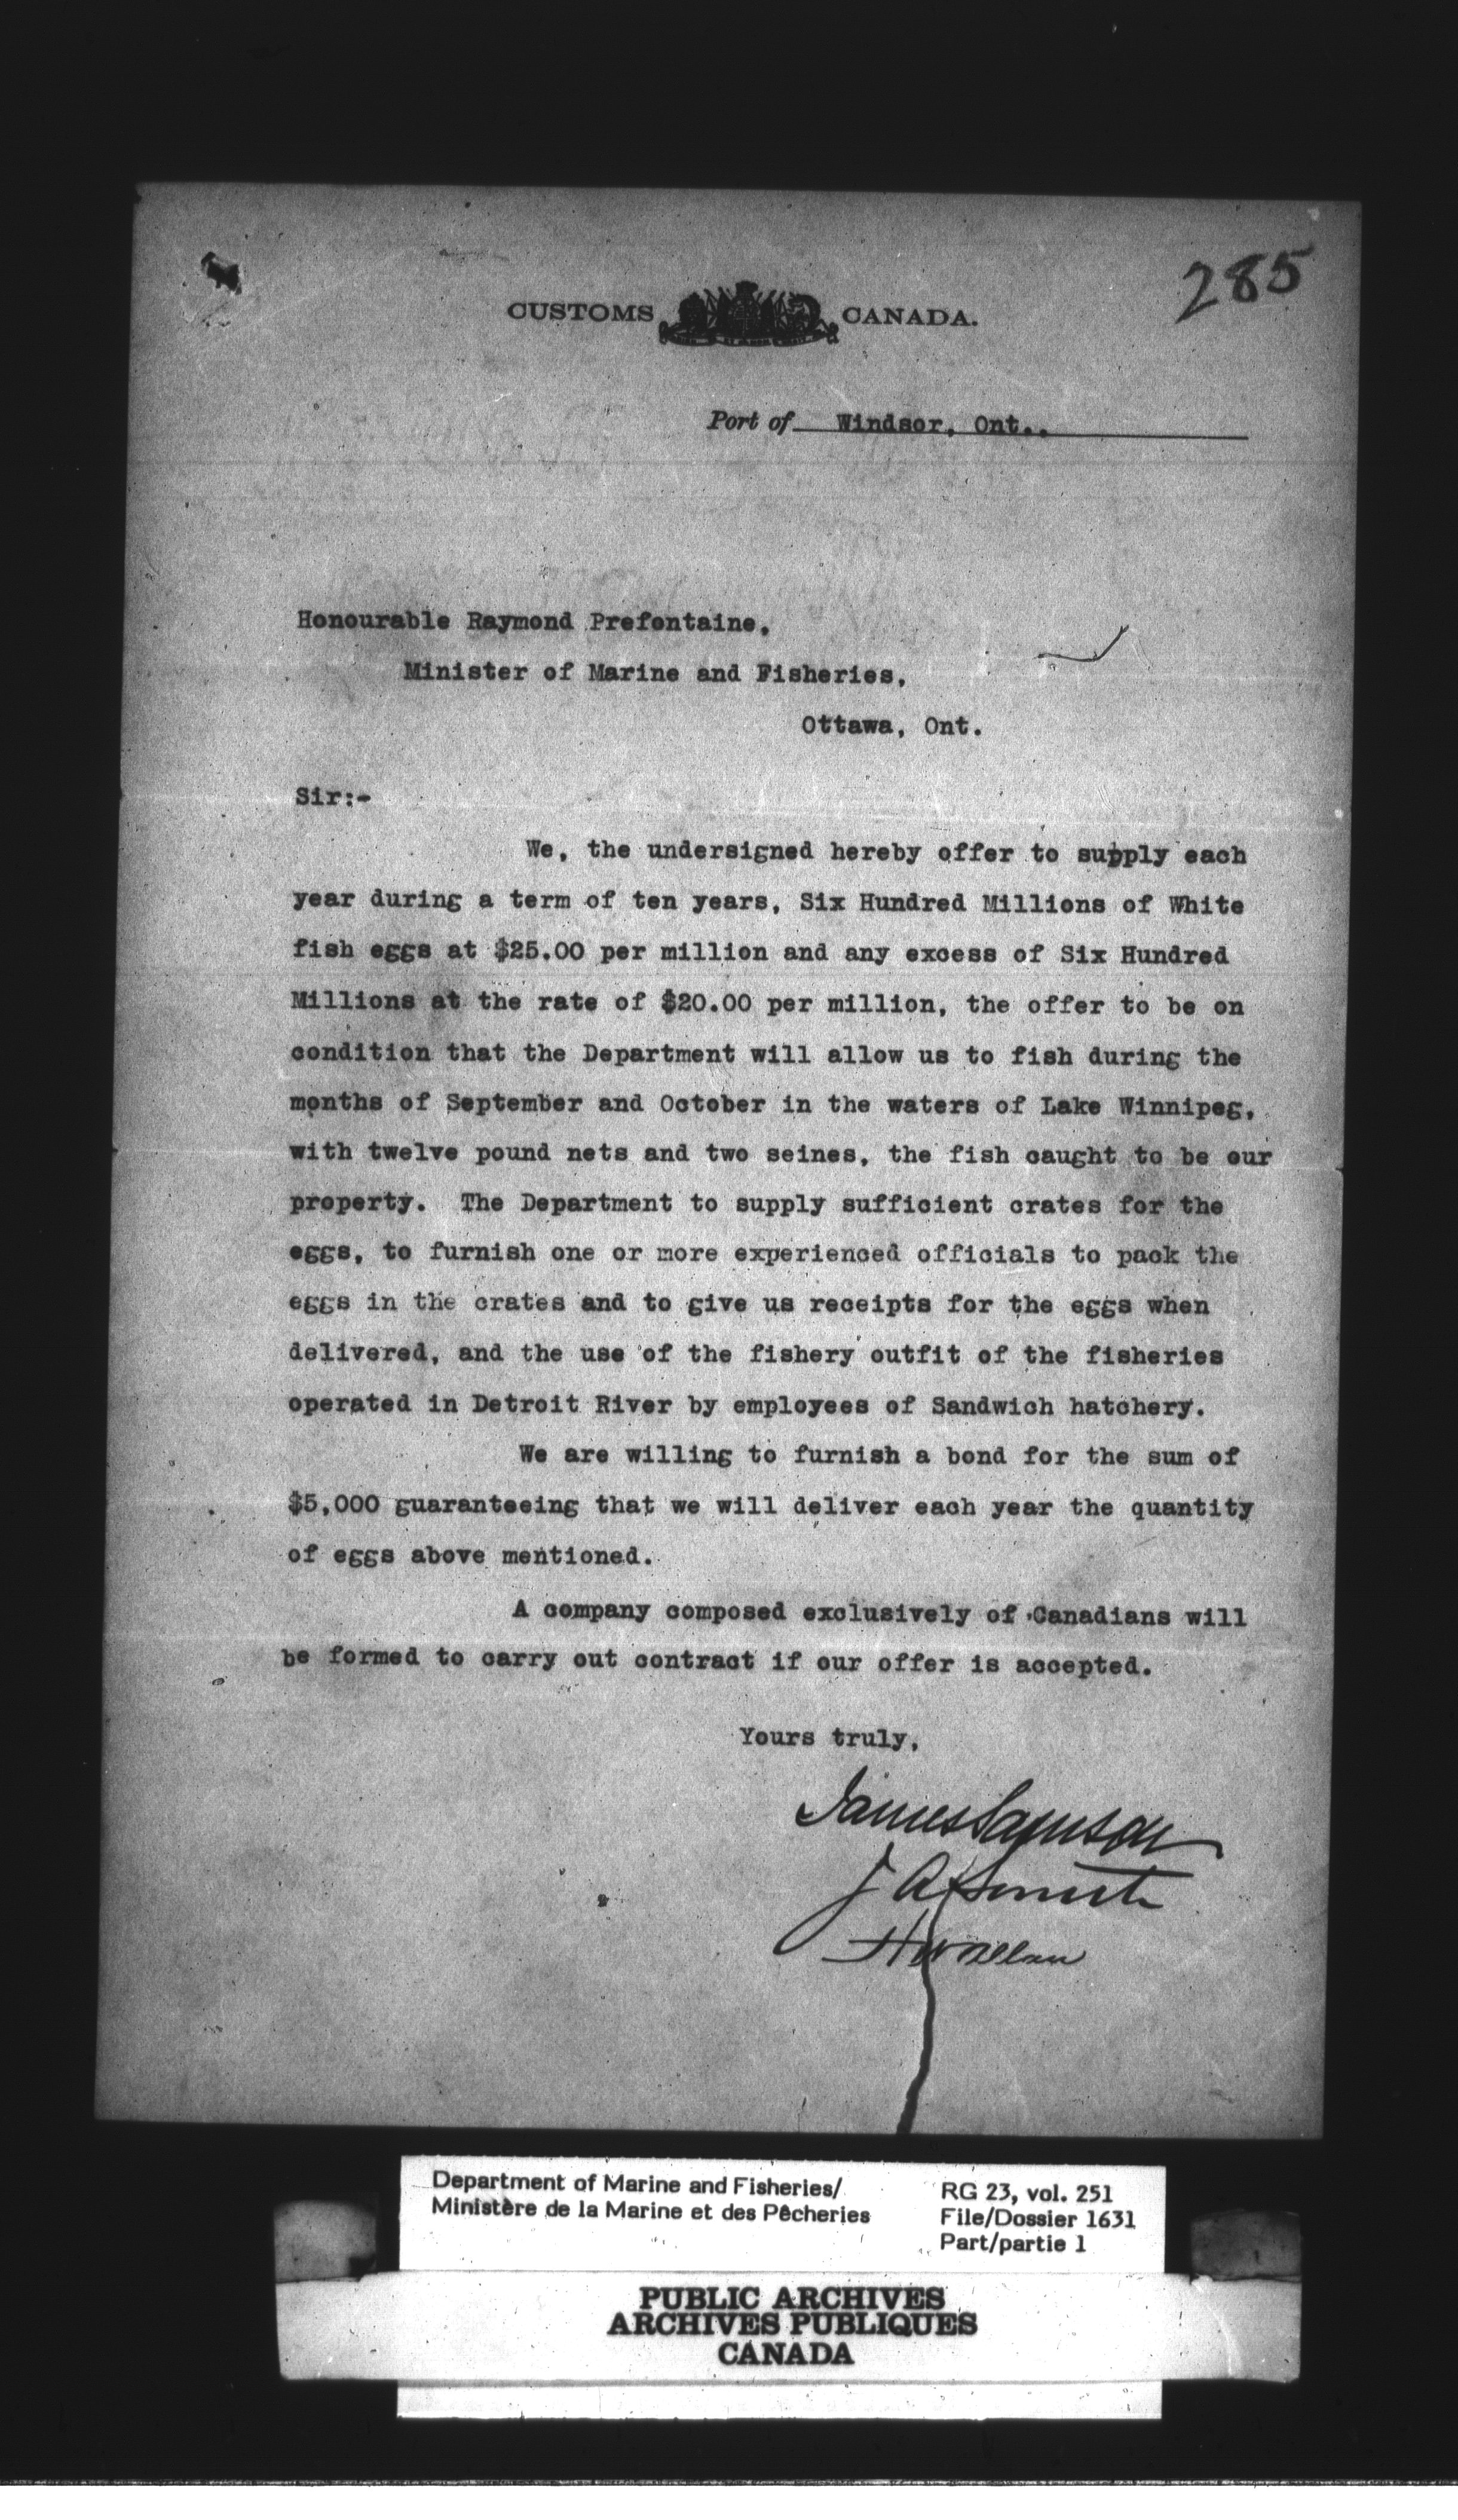 285
CUSTOMS CANADA.
Port of Windsor, Ont..
Honourable Raymond Prefontaine,
Minister of Marine and Fisheries,
Ottawa, Ont.
Sir:-
We, the undersigned hereby offer to supply each
year during a term of ten years, Six Hundred Millions of White
fish eggs at $25.00 per million and any excess of Six Hundred
Millions at the rate of $20.00 per million, the offer to be on
condition that the Department will allow us to fish during the
months of September and October in the waters of Lake Winnipeg,
with twelve pound nets and two seines, the fish caught to be our
property. The Department to supply sufficient crates for the
eggs, to furnish one or more experienced officials to pack the
eggs in the crates and to give us receipts for the eggs when
delivered, and the use of the fishery outfit of the fisheries
operated in Detroit River by employees of Sandwich hatchery.
We are willing to furnish a bond for the sum of
$5,000 guaranteeing that we will deliver each year the quantity
of eggs above mentioned.
A company composed exclusively of Canadians will
be formed to carry out contract if our offer is accepted.
Yours truly,
James Samson
J A Smith
H W Allan
Department of Marine and Fisheries/
Ministère de la Marine et des Pêcheries
RG 23, vol. 251
File/Dossier 1631
Part/partie 1
PUBLIC ARCHIVES
ARCHIVES PUBLIQUES
CANADA